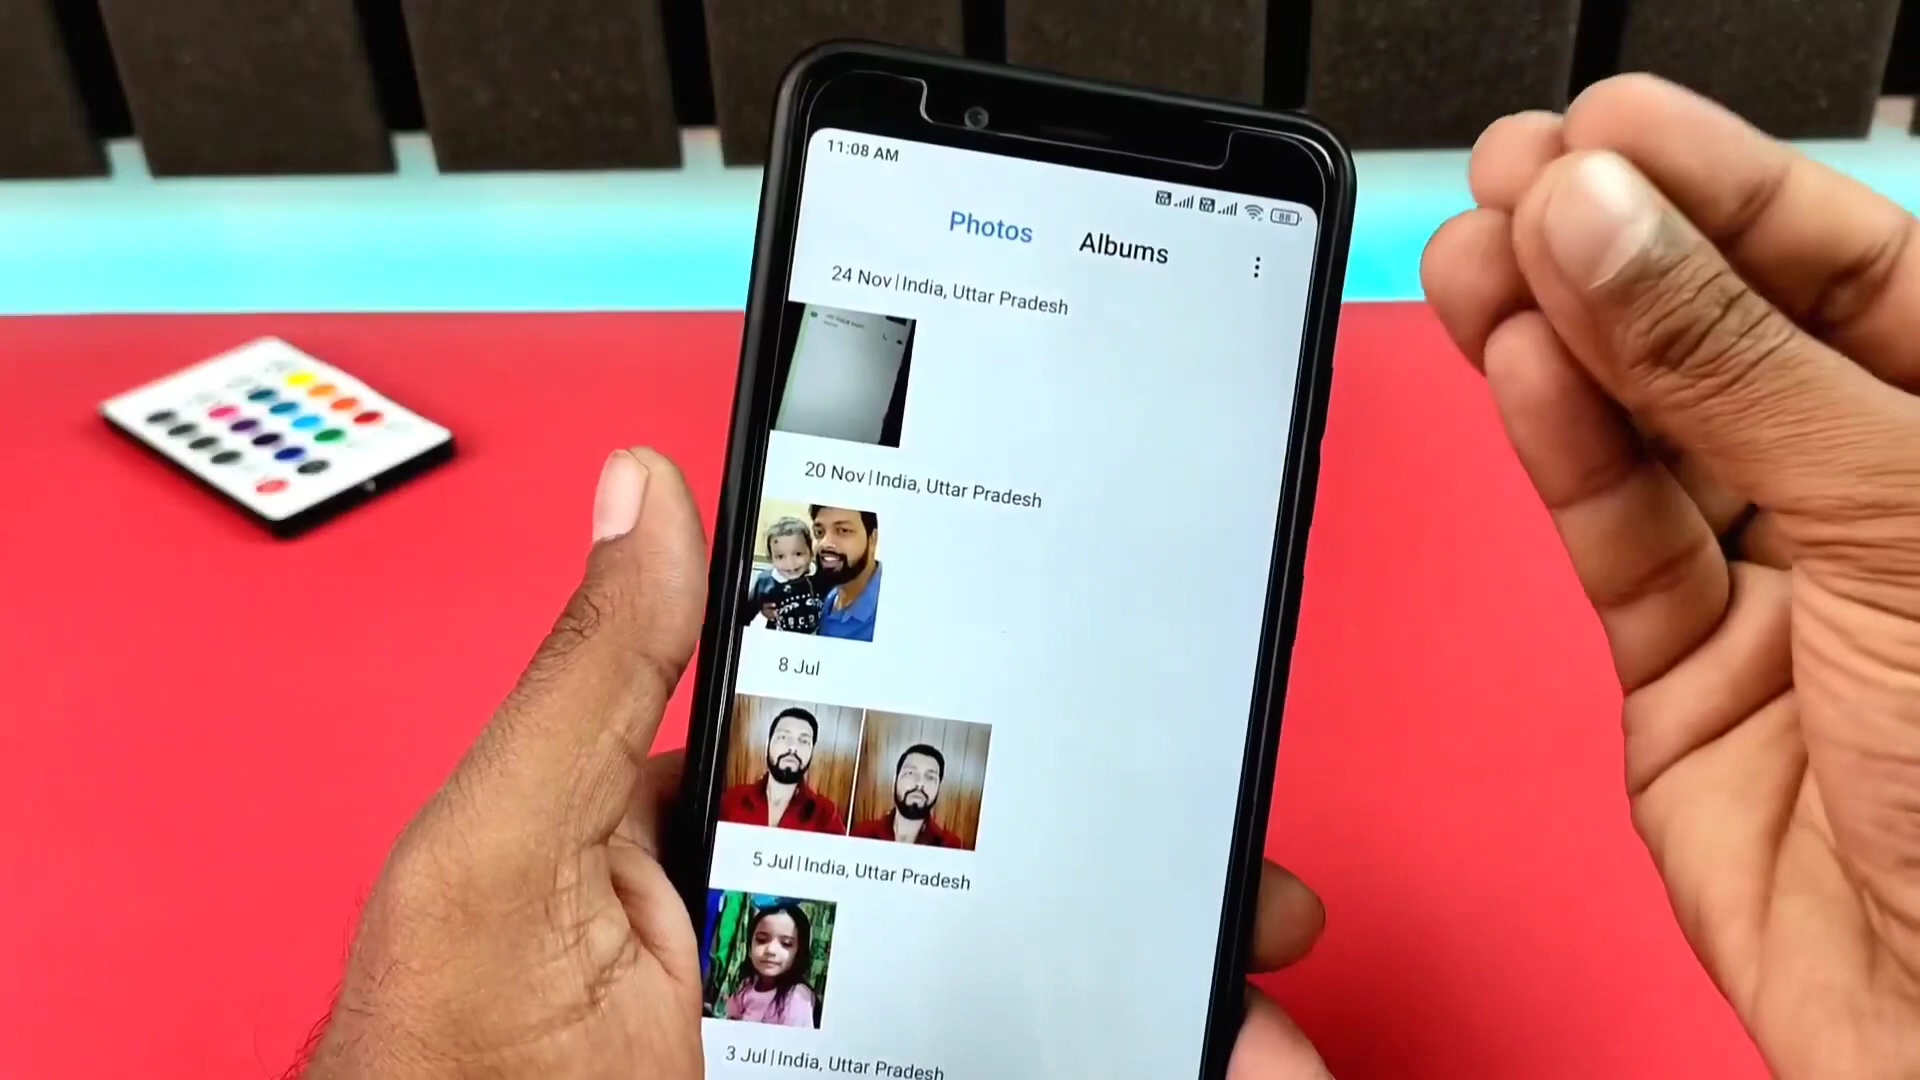 11:08 AM
88
Photos
Albums
24 Nov|India, Uttar Pradesh
20 Nov|India, Uttar Pradesh
8 Jul
5 Jul|India, Uttar Pradesh
3 Jul|India, Uttar Pradesh